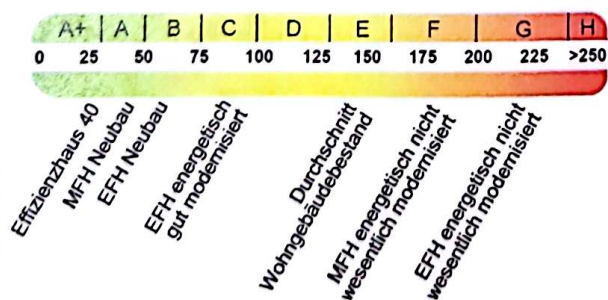 A+ A B C D E F G H
0 25 50 75 100 125 150 175 200 225 >250
Effizienzhaus 40
MFH Neubau
EFH Neubau
EFH energetisch
gut modernisiert
Durchschnitt
Wohngebäudebestand
MFH energetisch nicht
wesentlich modernisiert
EFH energetisch nicht
wesentlich modernisiert